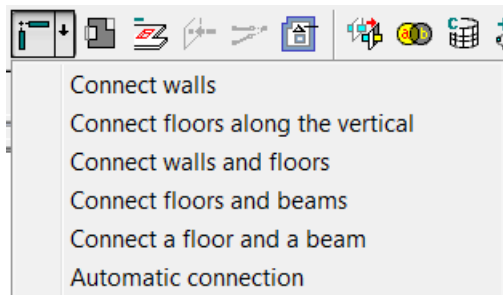 ab
C
Connect walls
Connect floors along the vertical
Connect walls and floors
Connect floors and beams
Connect a floor and a beam
Automatic connection